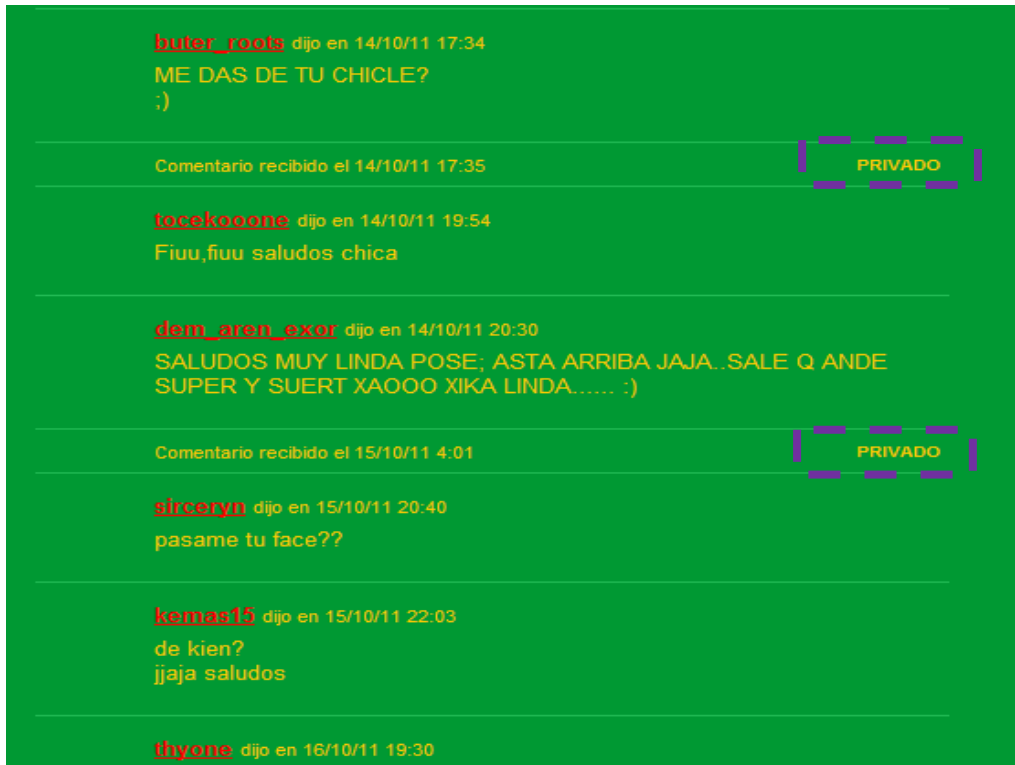 buter_roots dijo en 14/10/11 17:34
ME DAS DE TU CHICLE?
;)
Comentario recibido el 14/10/11 17:35 PRIVADO
tocekooone dijo en 14/10/11 19:54
Fiuu,fiuu saludos chica
dem_aren_exor dijo en 14/10/11 20:30
SALUDOS MUY LINDA POSE; ASTA ARRIBA JAJA..SALE Q ANDE
SUPER Y SUERT XAOOO XIKA LINDA...... :)
Comentario recibido el 15/10/11 4:01 PRIVADO
sirceryn dijo en 15/10/11 20:40
pasame tu face??
kemas15 dijo en 15/10/11 22:03
de kien?
jjaja saludos
thyone dijo en 16/10/11 19:30